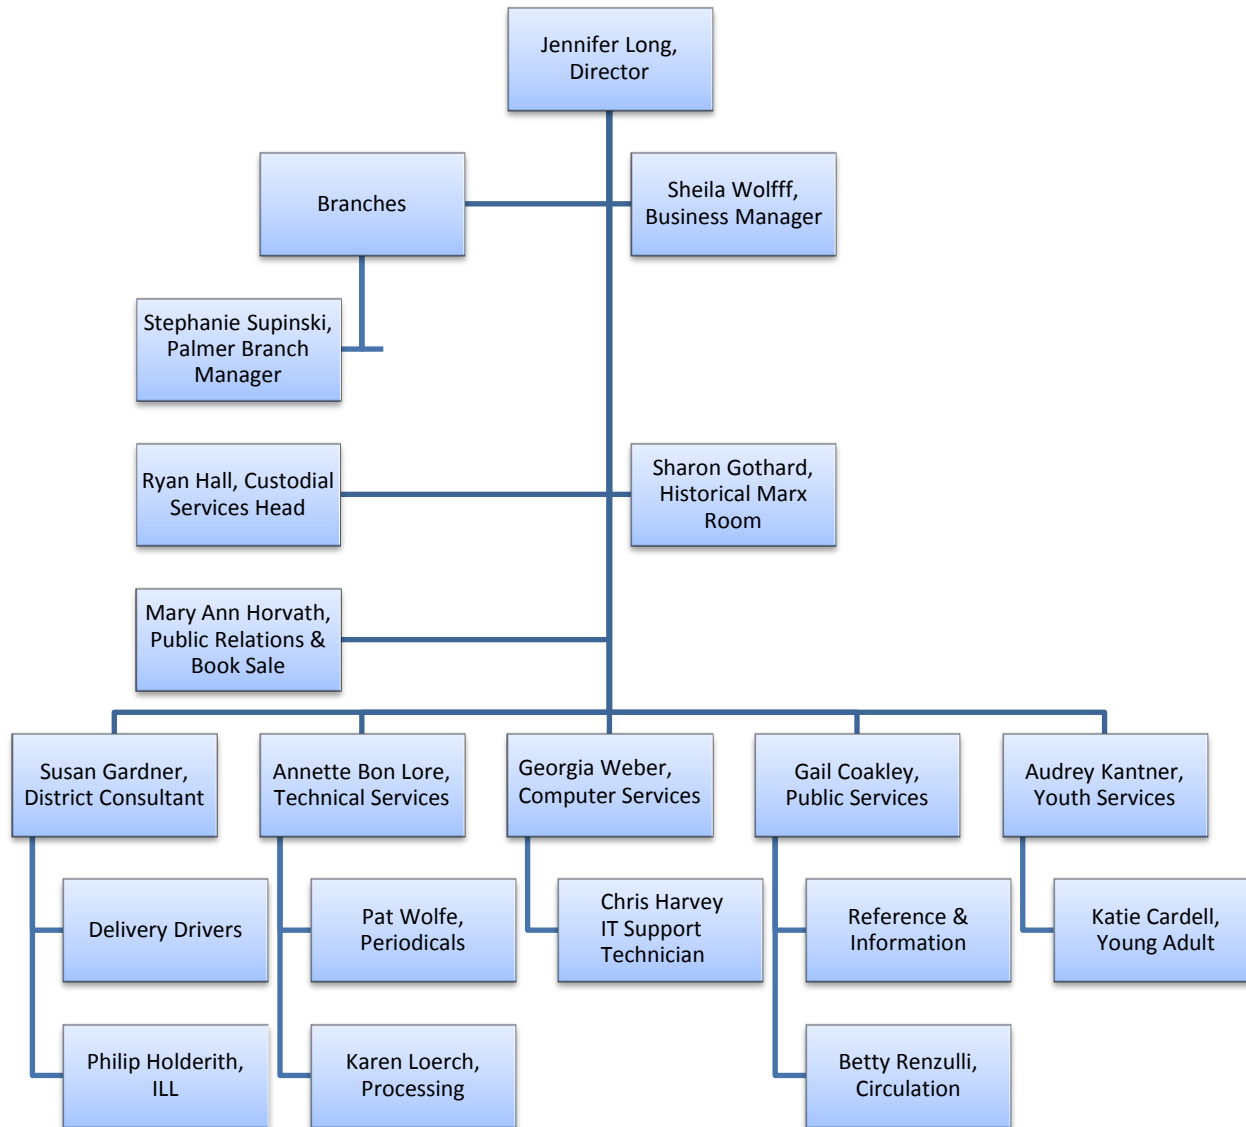 Jennifer Long,
Director
Branches
Sheila Wolfff,
Business Manager
Stephanie Supinski,
Palmer Branch
Manager
Ryan Hall, Custodial
Services Head
Sharon Gothard,
Historical Marx
Room
Mary Ann Horvath,
Public Relations &
Book Sale
Susan Gardner,
District Consultant
Annette Bon Lore,
Technical Services
Georgia Weber,
Computer Services
Gail Coakley,
Public Services
Audrey Kantner,
Youth Services
Delivery Drivers
Pat Wolfe,
Periodicals
Chris Harvey
IT Support
Technician
Reference &
Information
Katie Cardell,
Young Adult
Philip Holderith,
ILL
Karen Loerch,
Processing
Betty Renzulli,
Circulation